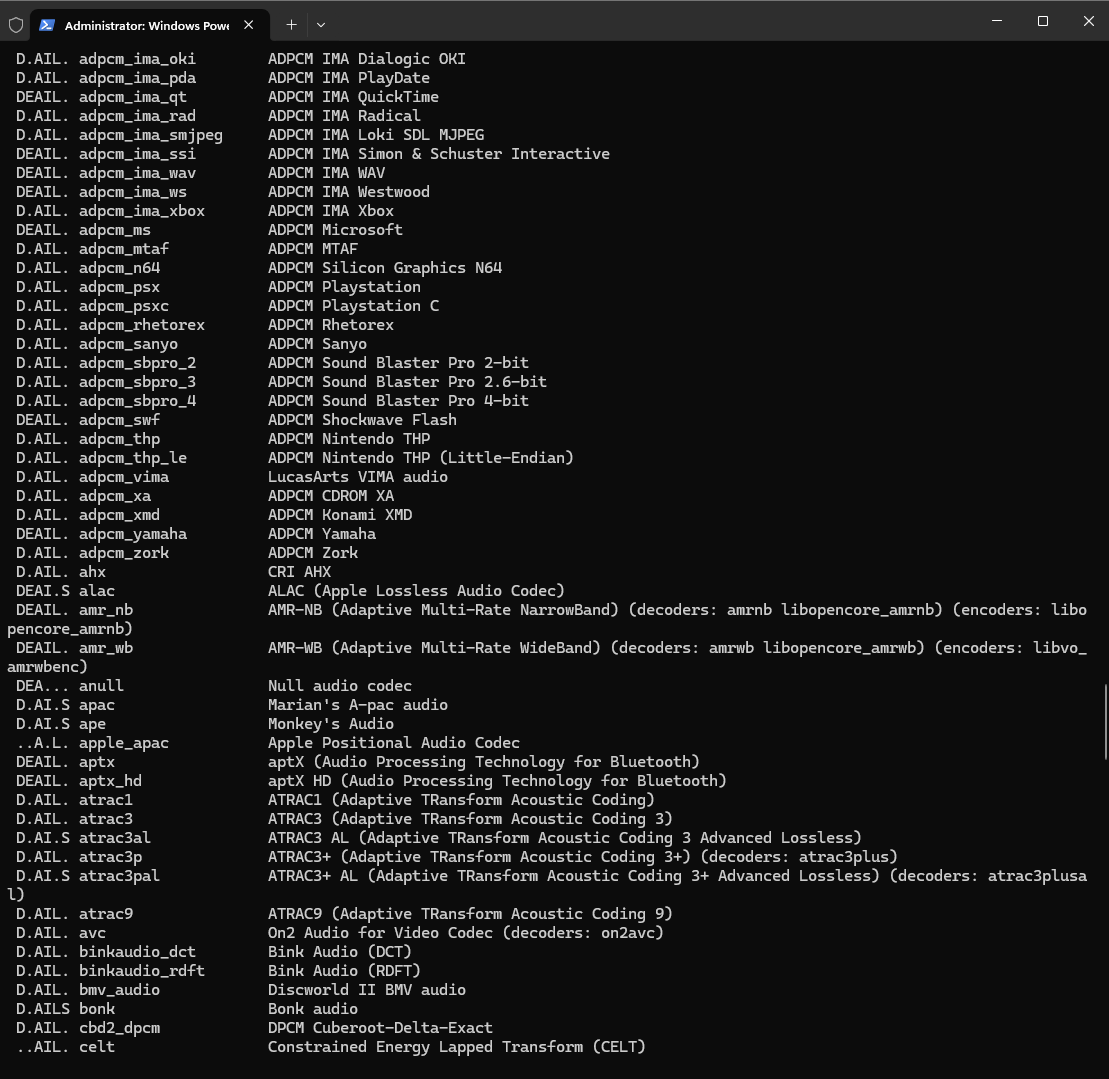 Administrator: Windows Powe
D.AIL. adpcm_ima_oki        ADPCM IMA Dialogic OKI
D.AIL. adpcm_ima_pda        ADPCM IMA PlayDate
DEAIL. adpcm_ima_qt         ADPCM IMA QuickTime
D.AIL. adpcm_ima_rad        ADPCM IMA Radical
D.AIL. adpcm_ima_smjpeg     ADPCM IMA Loki SDL MJPEG
DEAIL. adpcm_ima_ssi        ADPCM IMA Simon & Schuster Interactive
DEAIL. adpcm_ima_wav        ADPCM IMA WAV
DEAIL. adpcm_ima_ws         ADPCM IMA Westwood
D.AIL. adpcm_ima_xbox       ADPCM IMA Xbox
DEAIL. adpcm_ms             ADPCM Microsoft
D.AIL. adpcm_mtaf           ADPCM MTAF
D.AIL. adpcm_n64            ADPCM Silicon Graphics N64
D.AIL. adpcm_psx            ADPCM Playstation
D.AIL. adpcm_psxc           ADPCM Playstation C
D.AIL. adpcm_rhetorex       ADPCM Rhetorex
D.AIL. adpcm_sanyo          ADPCM Sanyo
D.AIL. adpcm_sbpro_2        ADPCM Sound Blaster Pro 2-bit
D.AIL. adpcm_sbpro_3        ADPCM Sound Blaster Pro 2.6-bit
D.AIL. adpcm_sbpro_4        ADPCM Sound Blaster Pro 4-bit
DEAIL. adpcm_swf            ADPCM Shockwave Flash
D.AIL. adpcm_thp            ADPCM Nintendo THP
D.AIL. adpcm_thp_le         ADPCM Nintendo THP (Little-Endian)
D.AIL. adpcm_vima           LucasArts VIMA audio
D.AIL. adpcm_xa             ADPCM CDROM XA
D.AIL. adpcm_xmd            ADPCM Konami XMD
DEAIL. adpcm_yamaha         ADPCM Yamaha
D.AIL. adpcm_zork           ADPCM Zork
D.AIL. ahx                  CRI AHX
DEAI.S alac                 ALAC (Apple Lossless Audio Codec)
DEAIL. amr_nb               AMR-NB (Adaptive Multi-Rate NarrowBand) (decoders: amrnb libopencore_amrnb) (encoders: libo
pencore_amrnb)
DEAIL. amr_wb               AMR-WB (Adaptive Multi-Rate WideBand) (decoders: amrwb libopencore_amrwb) (encoders: libvo_
amrwbenc)
DEA... anull                Null audio codec
D.AI.S apac                 Marian's A-pac audio
D.AI.S ape                  Monkey's Audio
..A.L. apple_apac           Apple Positional Audio Codec
DEAIL. aptx                 aptX (Audio Processing Technology for Bluetooth)
DEAIL. aptx_hd              aptX HD (Audio Processing Technology for Bluetooth)
D.AIL. atrac1               ATRAC1 (Adaptive TRansform Acoustic Coding)
D.AIL. atrac3               ATRAC3 (Adaptive TRansform Acoustic Coding 3)
D.AI.S atrac3al             ATRAC3 AL (Adaptive TRansform Acoustic Coding 3 Advanced Lossless)
D.AIL. atrac3p              ATRAC3+ (Adaptive TRansform Acoustic Coding 3+) (decoders: atrac3plus)
D.AI.S atrac3pal            ATRAC3+ AL (Adaptive TRansform Acoustic Coding 3+ Advanced Lossless) (decoders: atrac3plusa
l)
D.AIL. atrac9               ATRAC9 (Adaptive TRansform Acoustic Coding 9)
D.AIL. avc                  On2 Audio for Video Codec (decoders: on2avc)
D.AIL. binkaudio_dct        Bink Audio (DCT)
D.AIL. binkaudio_rdft       Bink Audio (RDFT)
D.AIL. bmv_audio            Discworld II BMV audio
D.AILS bonk                 Bonk audio
D.AIL. cbd2_dpcm            DPCM Cuberoot-Delta-Exact
..AIL. celt                 Constrained Energy Lapped Transform (CELT)